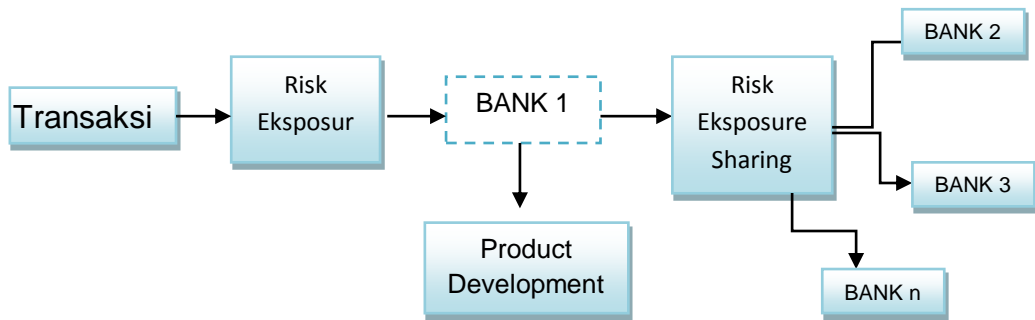 Transaksi
Risk
Eksposur
BANK 1
Risk
Eksposure
Sharing
BANK 2
BANK 3
Product
Development
BANK n